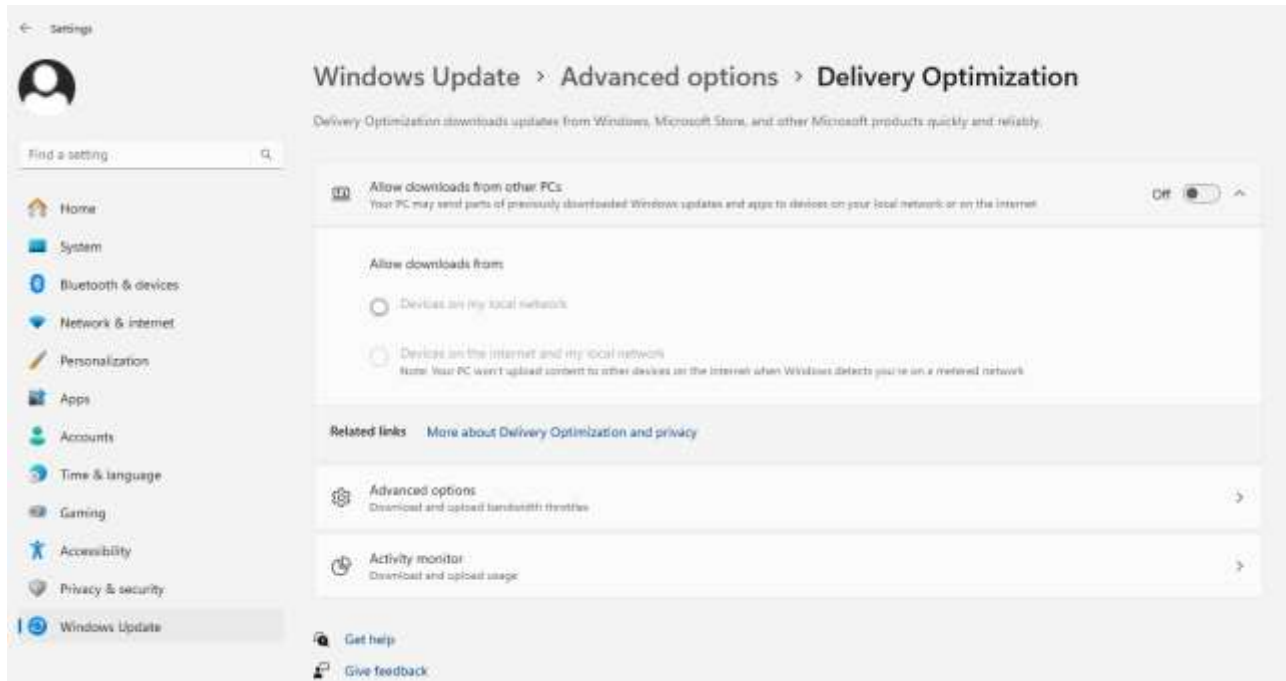 Settings
Windows Update > Advanced options > Delivery Optimization
Delivery Optimization downloads updates from Windows, Microsoft Store, and other Microsoft products quickly and reliably.
Find a setting
Home
System
Bluetooth & devices
Network & internet
Personalization
Apps
Accounts
Time & language
Gaming
Accessibility
Privacy & security
Windows Update
Allow downloads from other PCs
Your PC may send parts of previously downloaded Windows updates and apps to devices on your local network or on the internet
Off
Allow downloads from:
Devices on my local network
Devices on the internet and my local network
Note: Your PC won't upload content to other devices on the internet when Windows detects you're on a metered network
Related links More about Delivery Optimization and privacy
Advanced options
Download and upload bandwidth throttles
Activity monitor
Download and upload usage
Get help
Give feedback